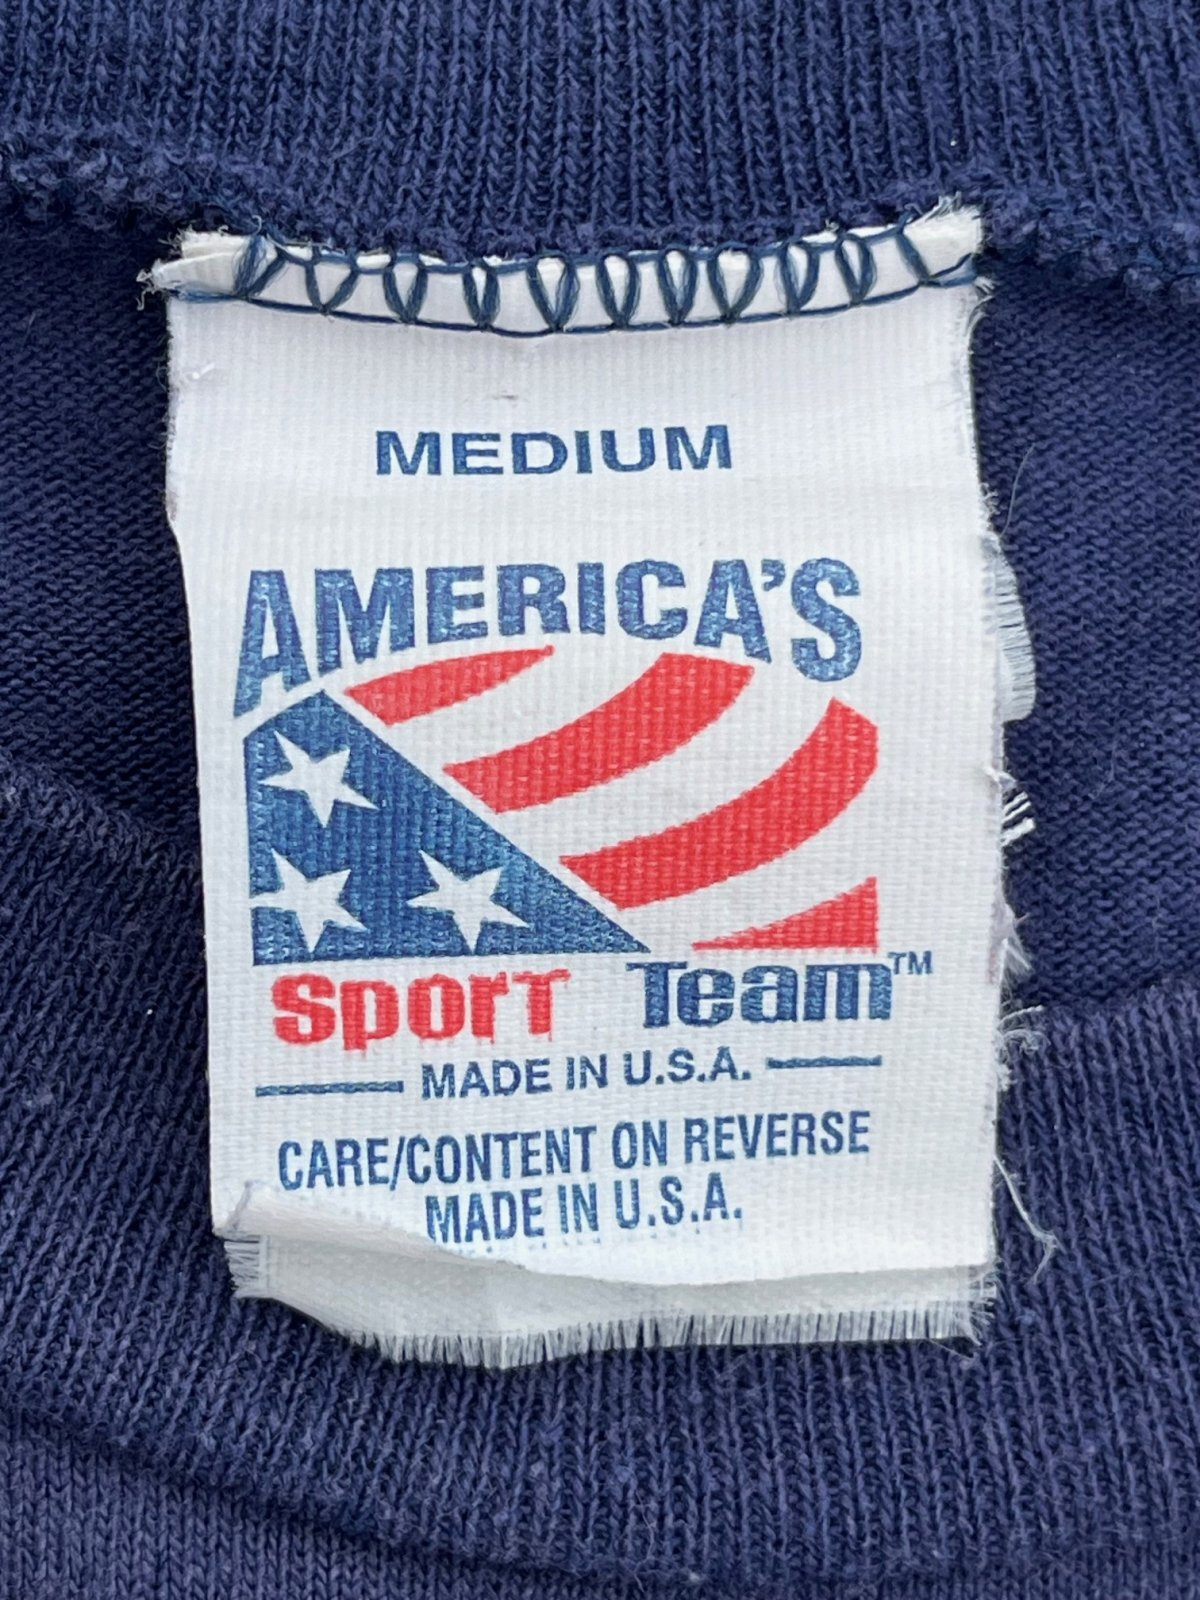 MEDIUM
AMERICA'S
Sport Team™
MADE IN U.S.A.
CARE/CONTENT ON REVERSE
MADE IN U.S.A.